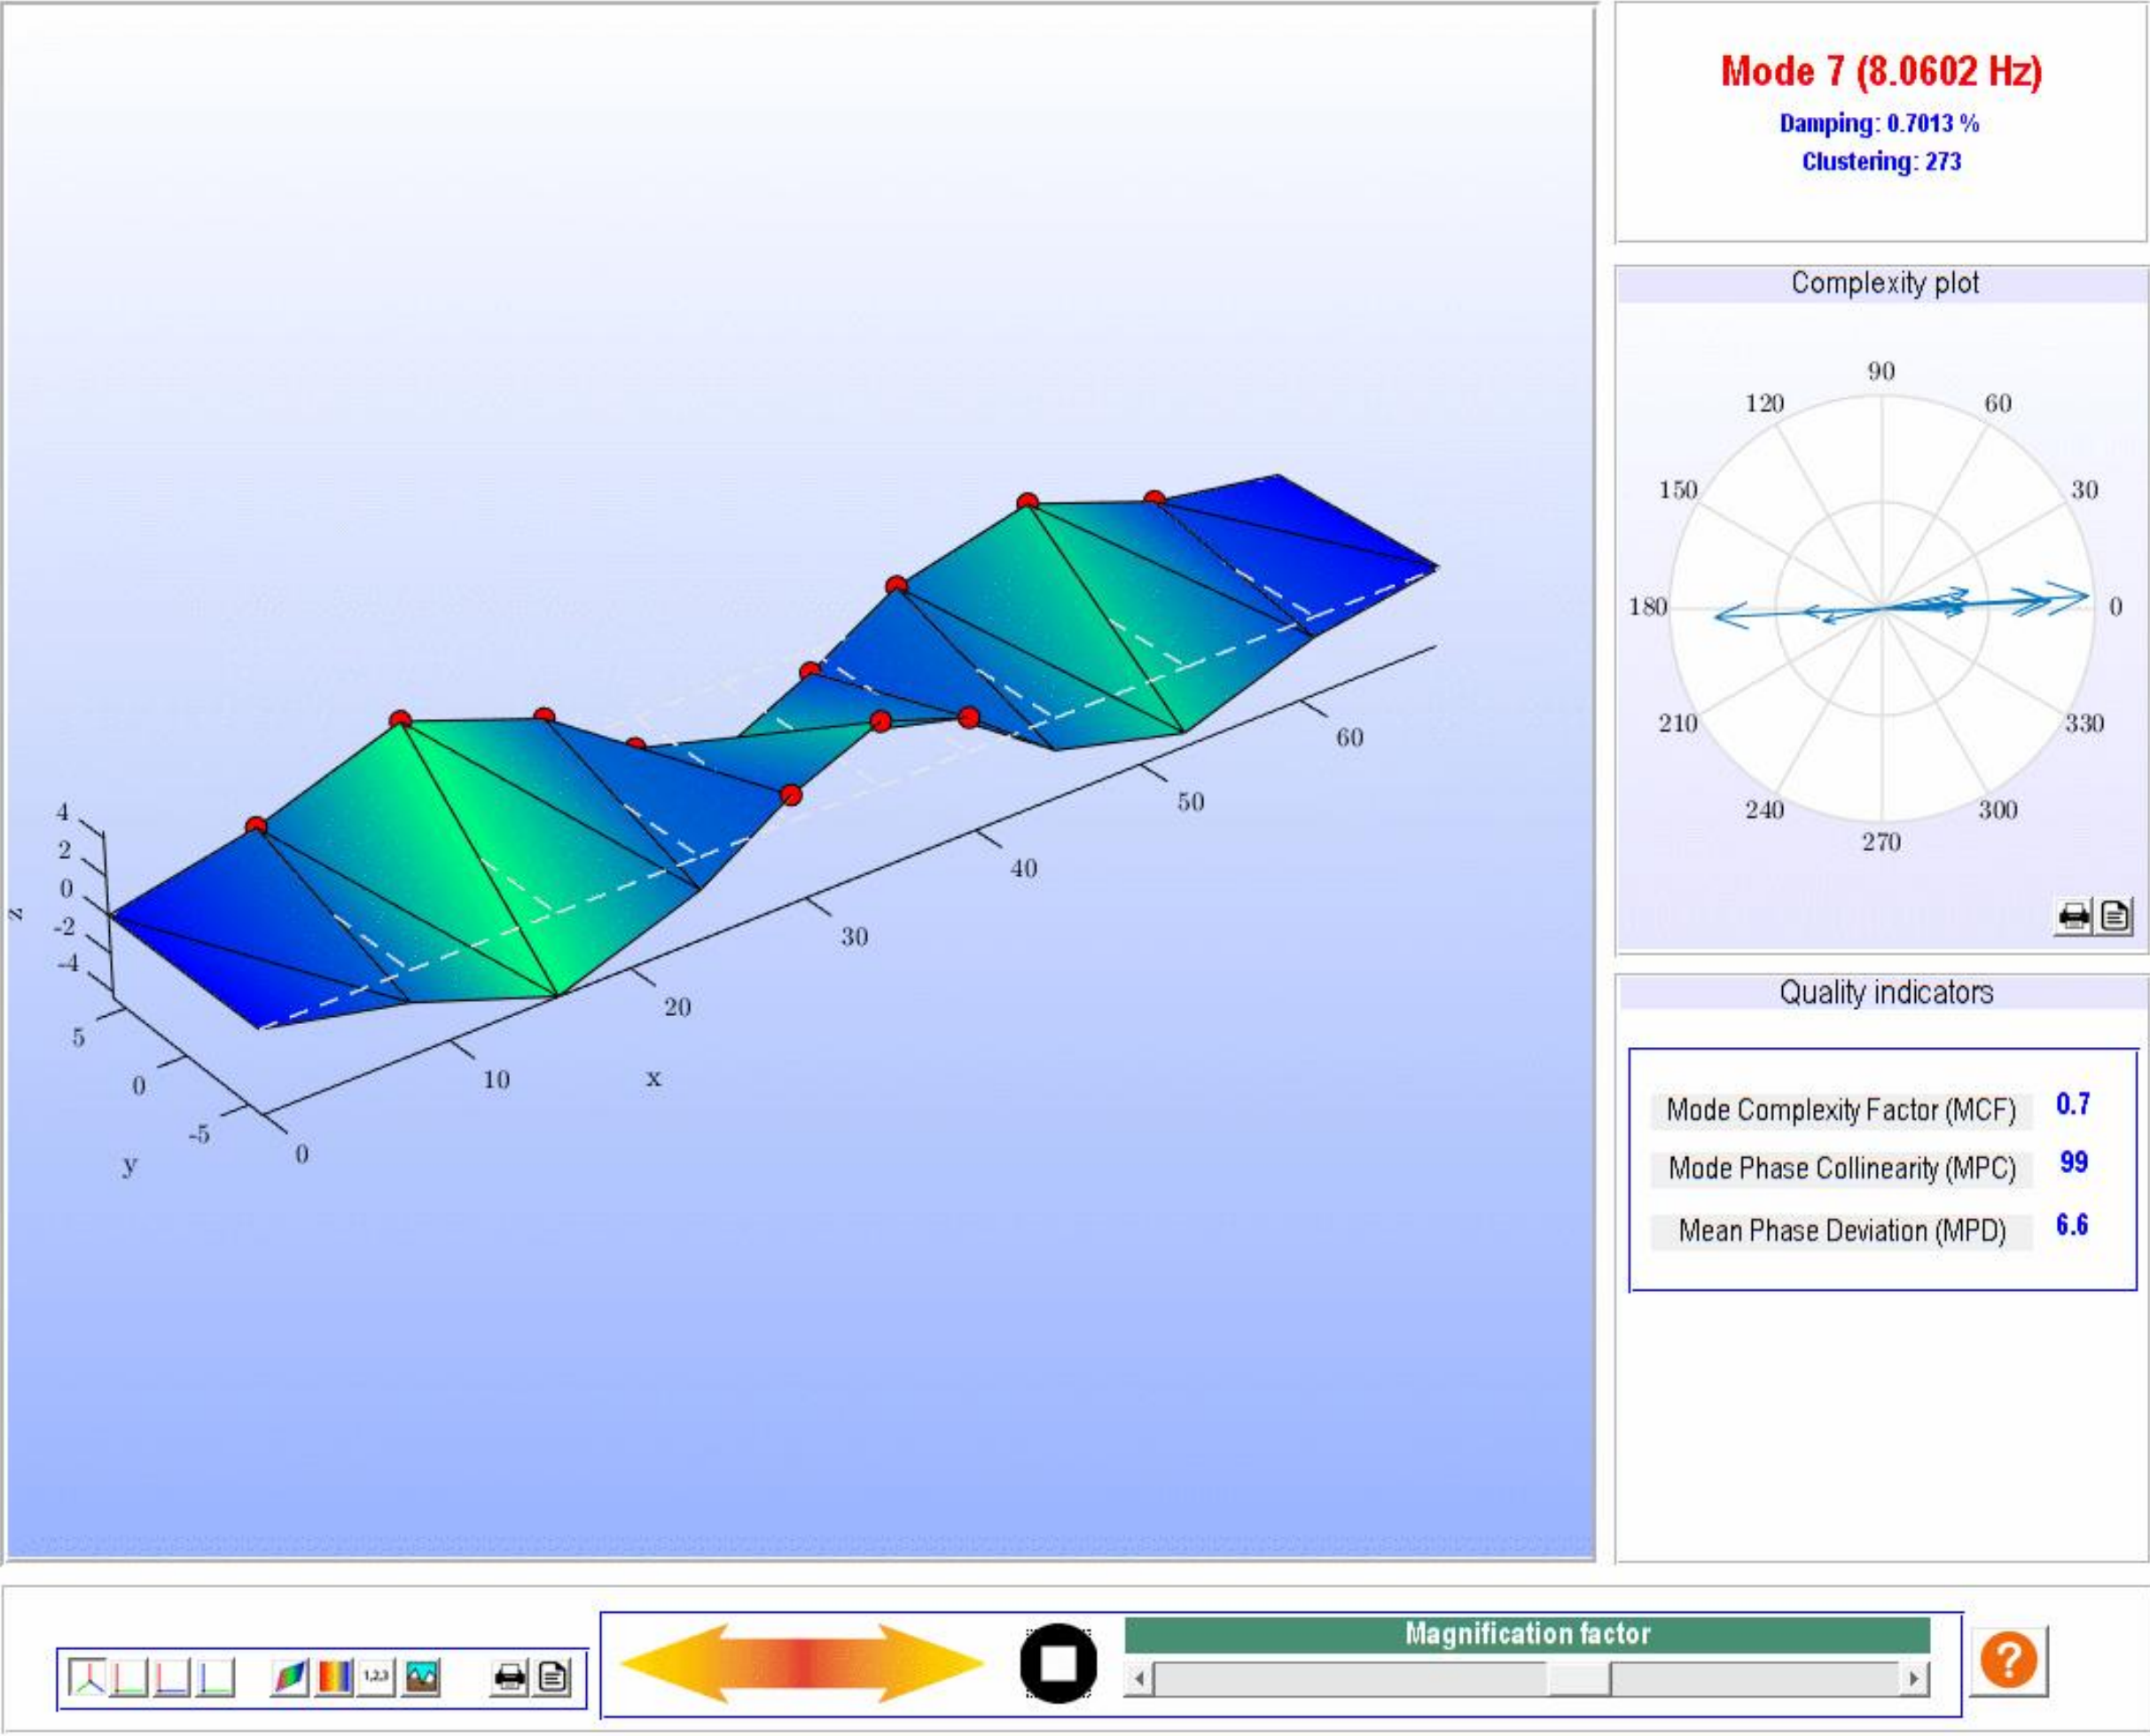 Mode 7 (8.0602 Hz)
Damping: 0.7013 %
Clustering: 273
Complexity plot
90
120
60
150
30
180
0
210
330
240
300
270
4
2
0
-2
-4
z
5
0
-5
y
0
10
20
30
40
50
60
x
Quality indicators
Mode Complexity Factor (MCF) 0.7
Mode Phase Collinearity (MPC) 99
Mean Phase Deviation (MPD) 6.6
1,2,3
Magnification factor
?